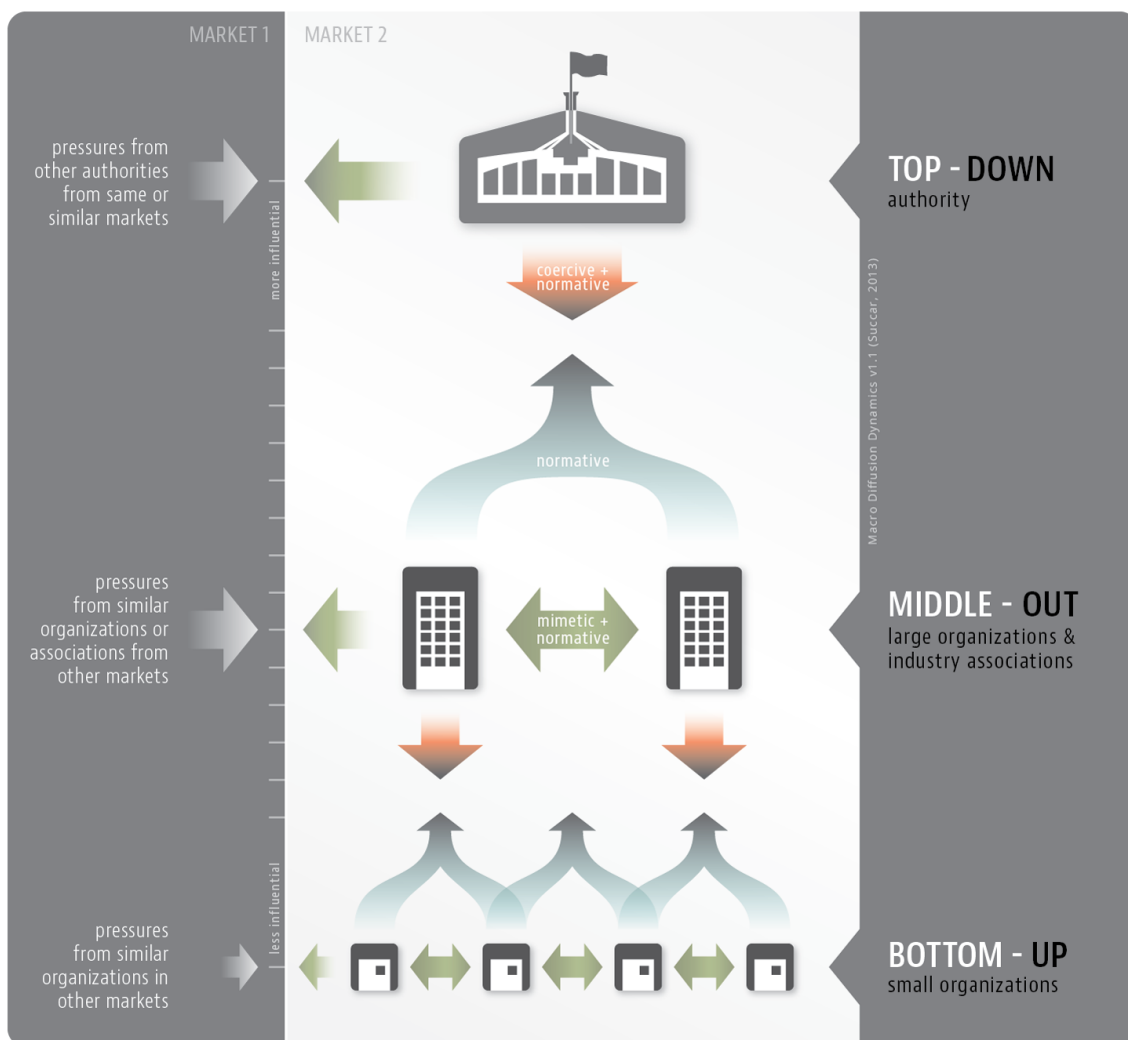 MARKET 1
MARKET 2
pressures from
other authorities
from same or
similar markets
more influential
coercive +
normative
TOP - DOWN
authority
Macro Diffusion Dynamics v1.1 (Succar, 2013)
normative
pressures
from similar
organizations or
associations from
other markets
mimetic +
normative
MIDDLE - OUT
large organizations &
industry associations
less influential
pressures
from similar
organizations in
other markets
BOTTOM - UP
small organizations